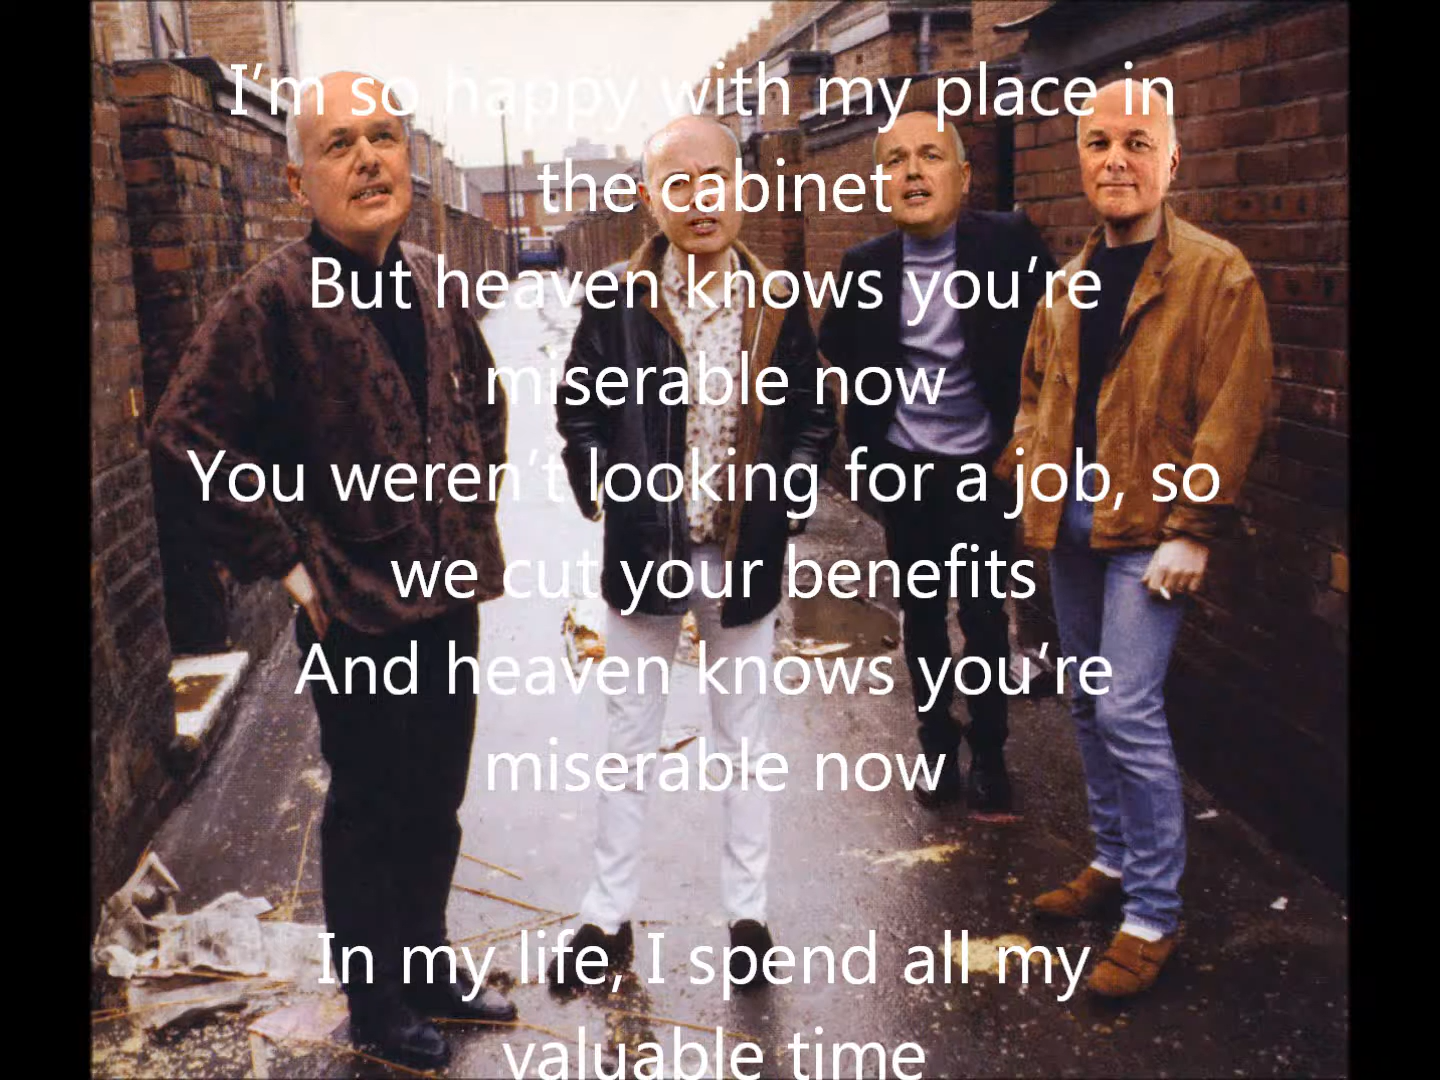 I’m so happy with my place in
the cabinet
But heaven knows you’re
miserable now
You weren’t looking for a job, so
we cut your benefits
And heaven knows you’re
miserable now
In my life, I spend all my
valuable time